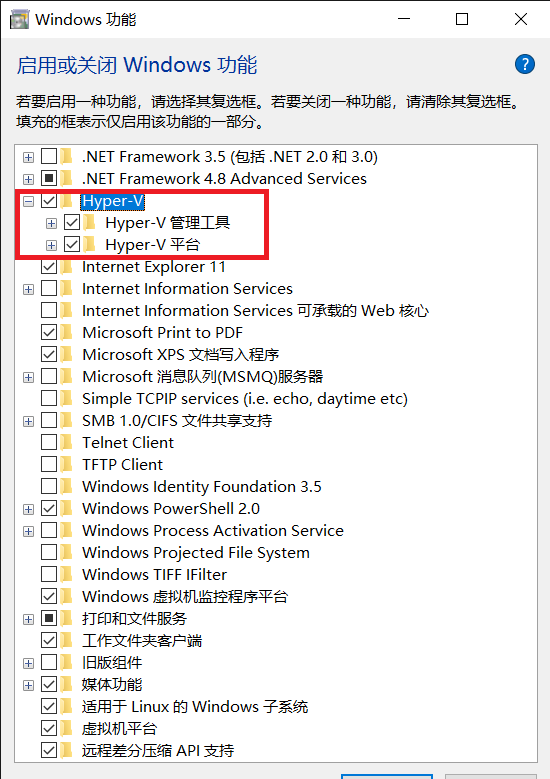 Windows 功能
启用或关闭 Windows 功能
?
若要启用一种功能，请选择其复选框。若要关闭一种功能，请清除其复选框。
填充的框表示仅启用该功能的一部分。
.NET Framework 3.5 (包括 .NET 2.0 和 3.0)
.NET Framework 4.8 Advanced Services
Hyper-V
Hyper-V 管理工具
Hyper-V 平台
Internet Explorer 11
Internet Information Services
Internet Information Services 可承载的 Web 核心
Microsoft Print to PDF
Microsoft XPS 文档写入程序
Microsoft 消息队列(MSMQ)服务器
Simple TCPIP services (i.e. echo, daytime etc)
SMB 1.0/CIFS 文件共享支持
Telnet Client
TFTP Client
Windows Identity Foundation 3.5
Windows PowerShell 2.0
Windows Process Activation Service
Windows Projected File System
Windows TIFF IFilter
Windows 虚拟机监控程序平台
打印和文件服务
工作文件夹客户端
旧版组件
媒体功能
适用于 Linux 的 Windows 子系统
虚拟机平台
远程差分压缩 API 支持